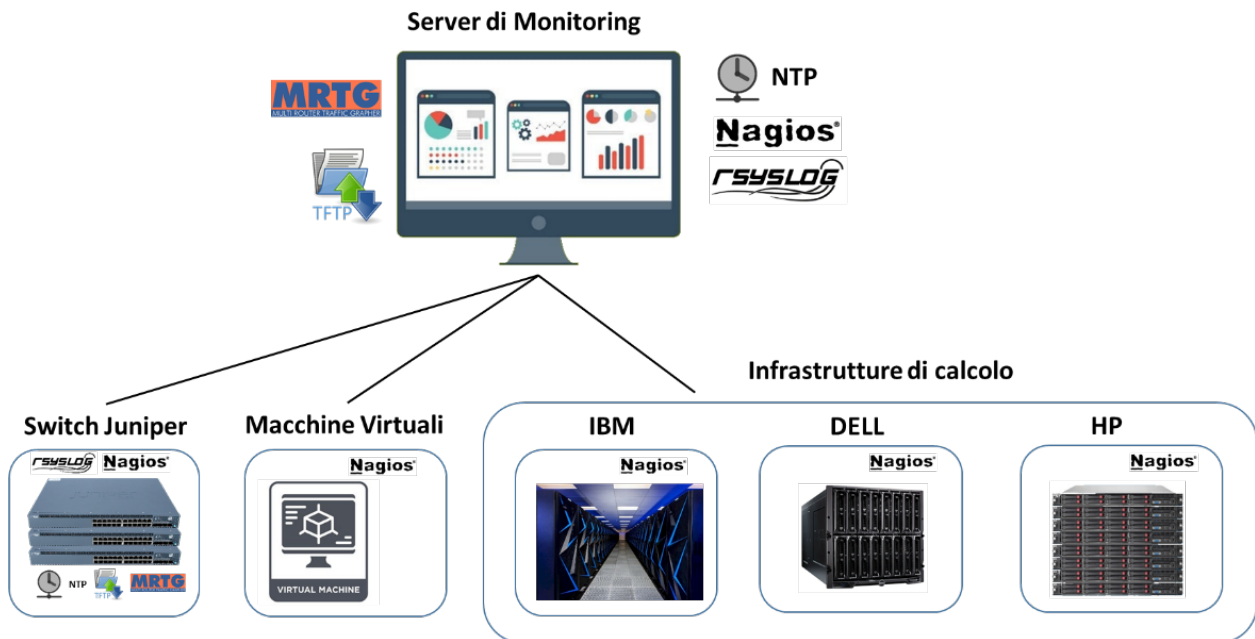 Server di Monitoring
MRTG
MULTI ROUTER TRAFFIC GRAPHER
NTP
Nagios®
rsyslog
TFTP
Infrastrutture di calcolo
Switch Juniper
Macchine Virtuali
IBM
DELL
HP
rsyslog Nagios®
Nagios®
Nagios®
Nagios®
Nagios®
VIRTUAL MACHINE
NTP TFTP MRTG